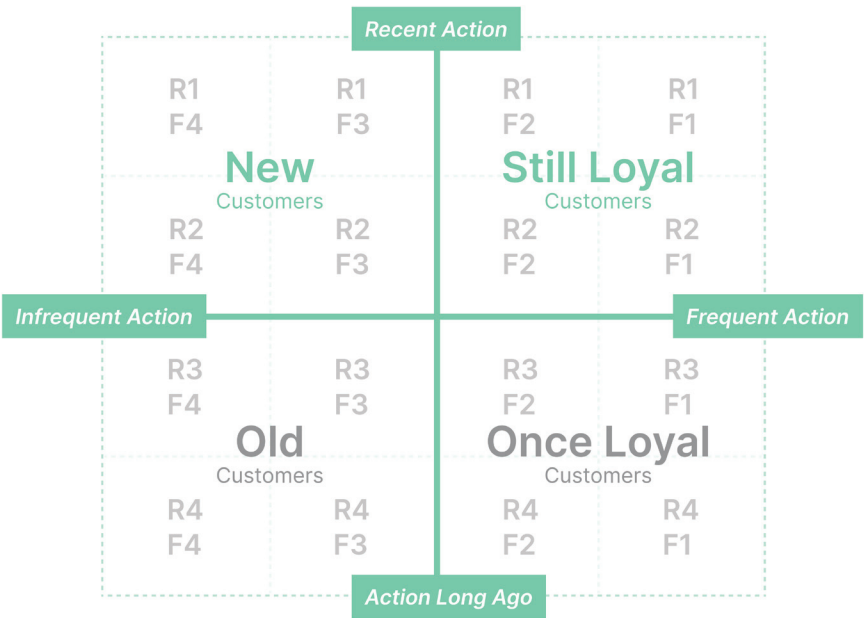 Recent Action
R1 R1 R1 R1
F4 F3 F2 F1
New Still Loyal
Customers Customers
R2 R2 R2 R2
F4 F3 F2 F1
Infrequent Action Frequent Action
R3 R3 R3 R3
F4 F3 F2 F1
Old Once Loyal
Customers Customers
R4 R4 R4 R4
F4 F3 F2 F1
Action Long Ago